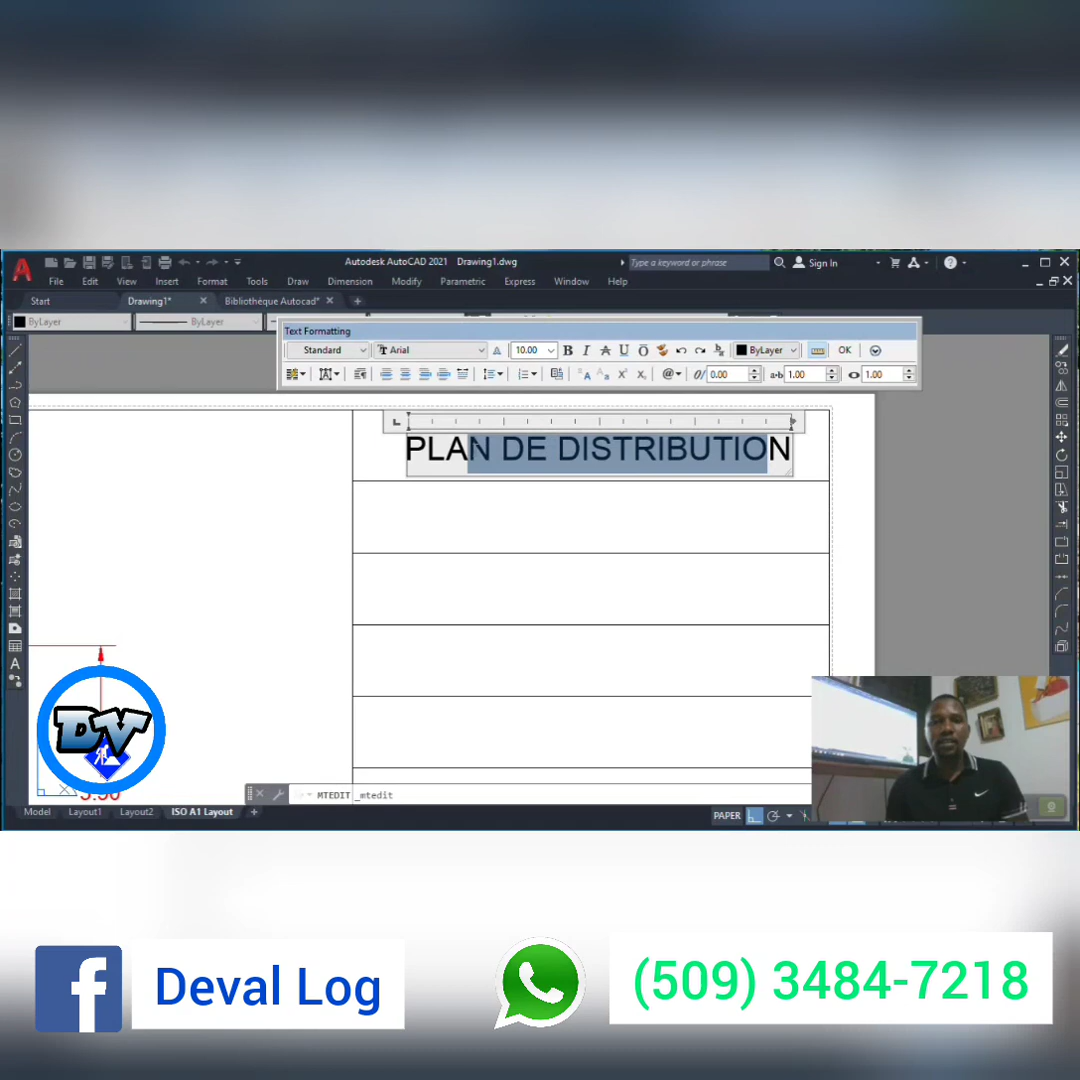 Autodesk AutoCAD 2021 Drawing1.dwg
Type a keyword or phrase
Sign In
File Edit View Insert Format Tools Draw Dimension Modify Parametric Express Window Help
Start
Drawing1*
Bibliothéque Autocad*
ByLayer
ByLayer
Text Formatting
Standard
Arial
10.00
B I A U O
ByLayer
OK
@
0/ 0.00
a•b 1.00
1.00
PLAN DE DISTRIBUTION
A
DV
MTEDIT _mtedit
Model Layout1 Layout2 ISO A1 Layout +
PAPER
f
Deval Log
(509) 3484-7218